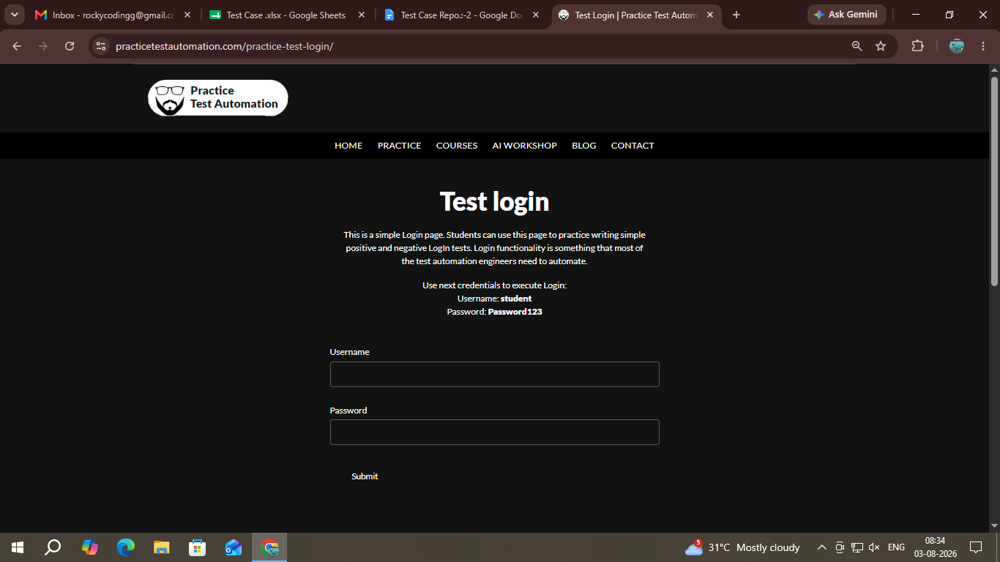 Inbox - rockycodingg@gmail.cc
Test Case .xlsx - Google Sheets
Test Case Repo.:-2 - Google Do
Test Login | Practice Test Autom
Ask Gemini
practicetestautomation.com/practice-test-login/
Practice
Test Automation
HOME PRACTICE COURSES AI WORKSHOP BLOG CONTACT
Test login
This is a simple Login page. Students can use this page to practice writing simple
positive and negative LogIn tests. Login functionality is something that most of
the test automation engineers need to automate.
Use next credentials to execute Login:
Username: student
Password: Password123
Username
Password
Submit
5
31°C Mostly cloudy
ENG
08:34
03-08-2026